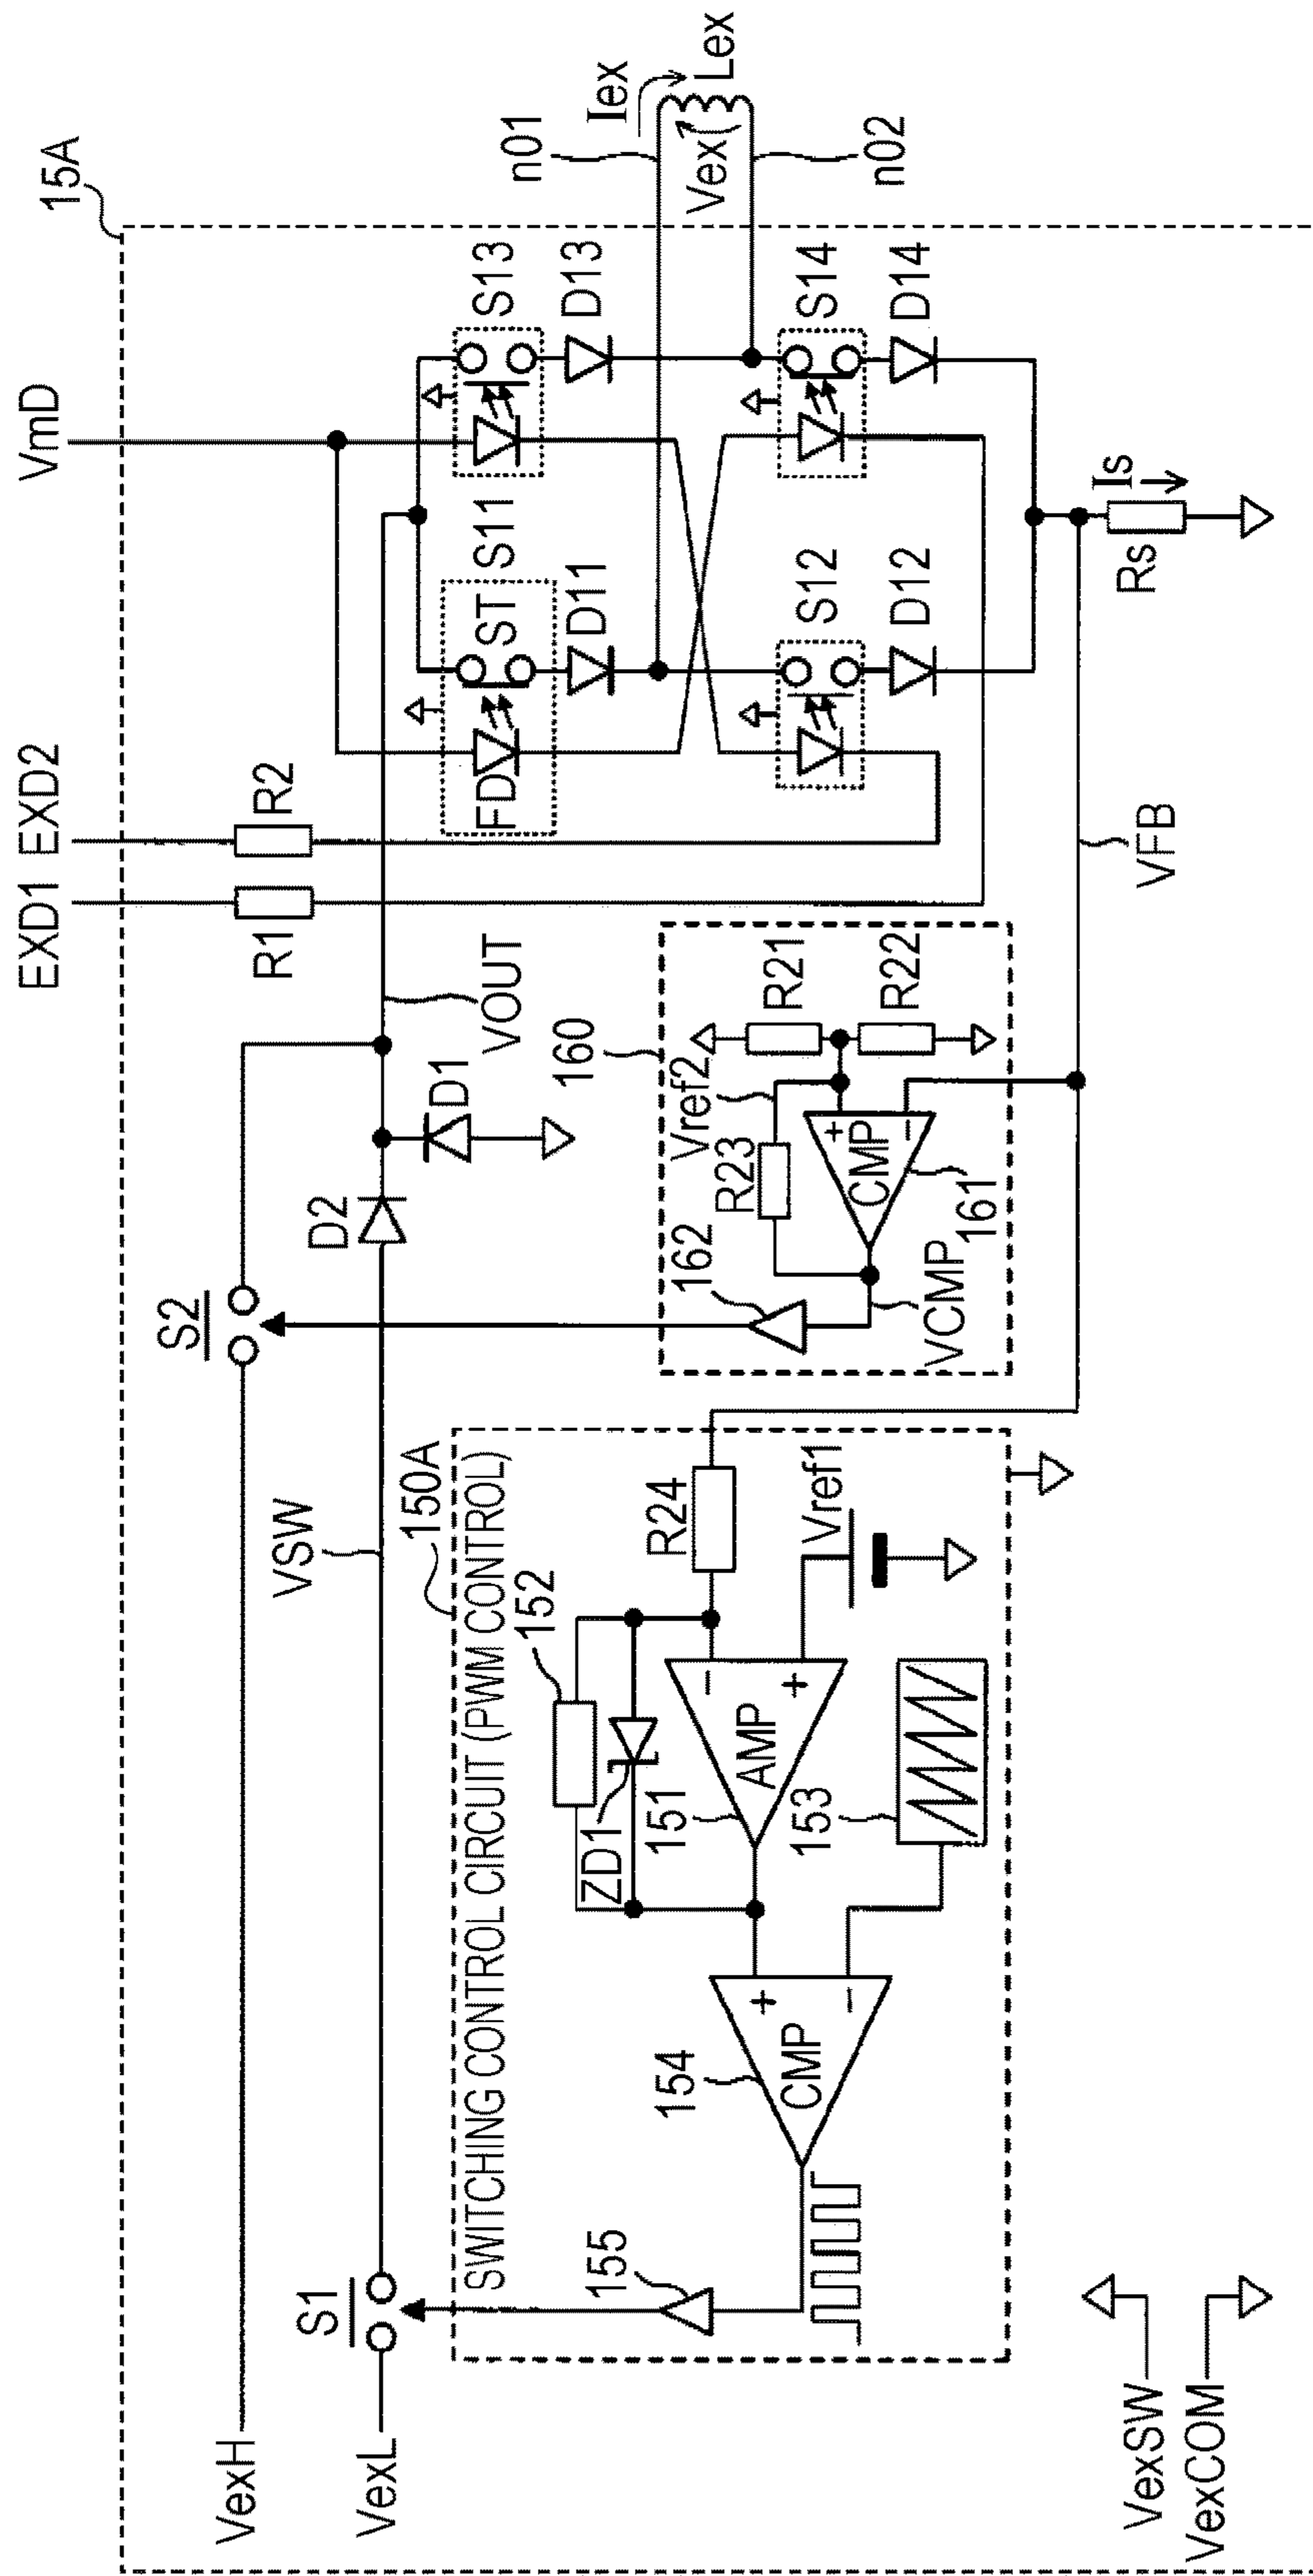 15A
VexH
VexL
S1
S2
VSW
D2
D1
VOUT
EXD1
EXD2
VmD
R1
R2
FD
ST
S11
D11
S13
D13
S12
D12
S14
D14
n01
n02
Iex
Vex
Lex
Rs
Is
VFB
160
Vref2
R21
R22
R23
+
−
CMP
161
162
VCMP
150A
SWITCHING CONTROL CIRCUIT (PWM CONTROL)
152
R24
ZD1
−
+
AMP
151
Vref1
153
+
−
CMP
154
155
VexSW
VexCOM